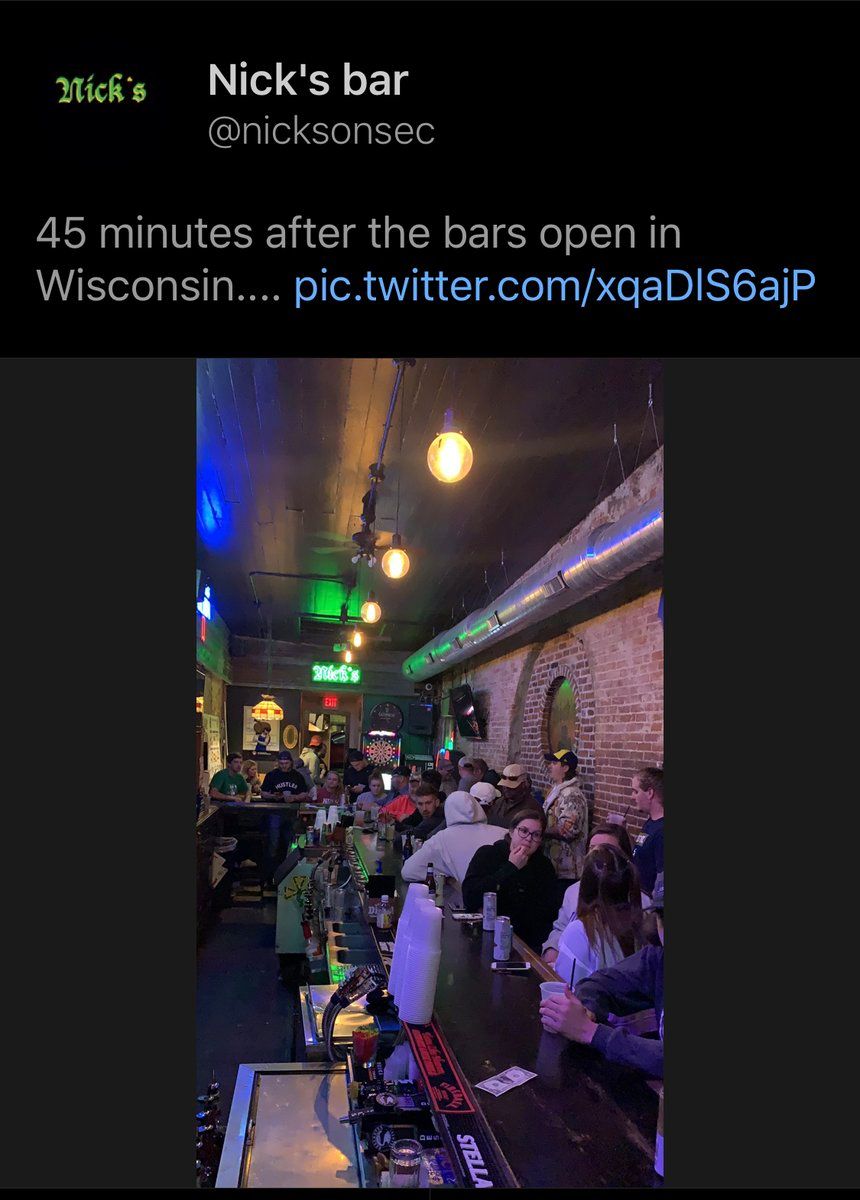 Nick's
Nick's bar
@nicksonsec
45 minutes after the bars open in
Wisconsin.... pic.twitter.com/xqaDlS6ajP
Nick's
EXIT
HUSTLER
STELLA